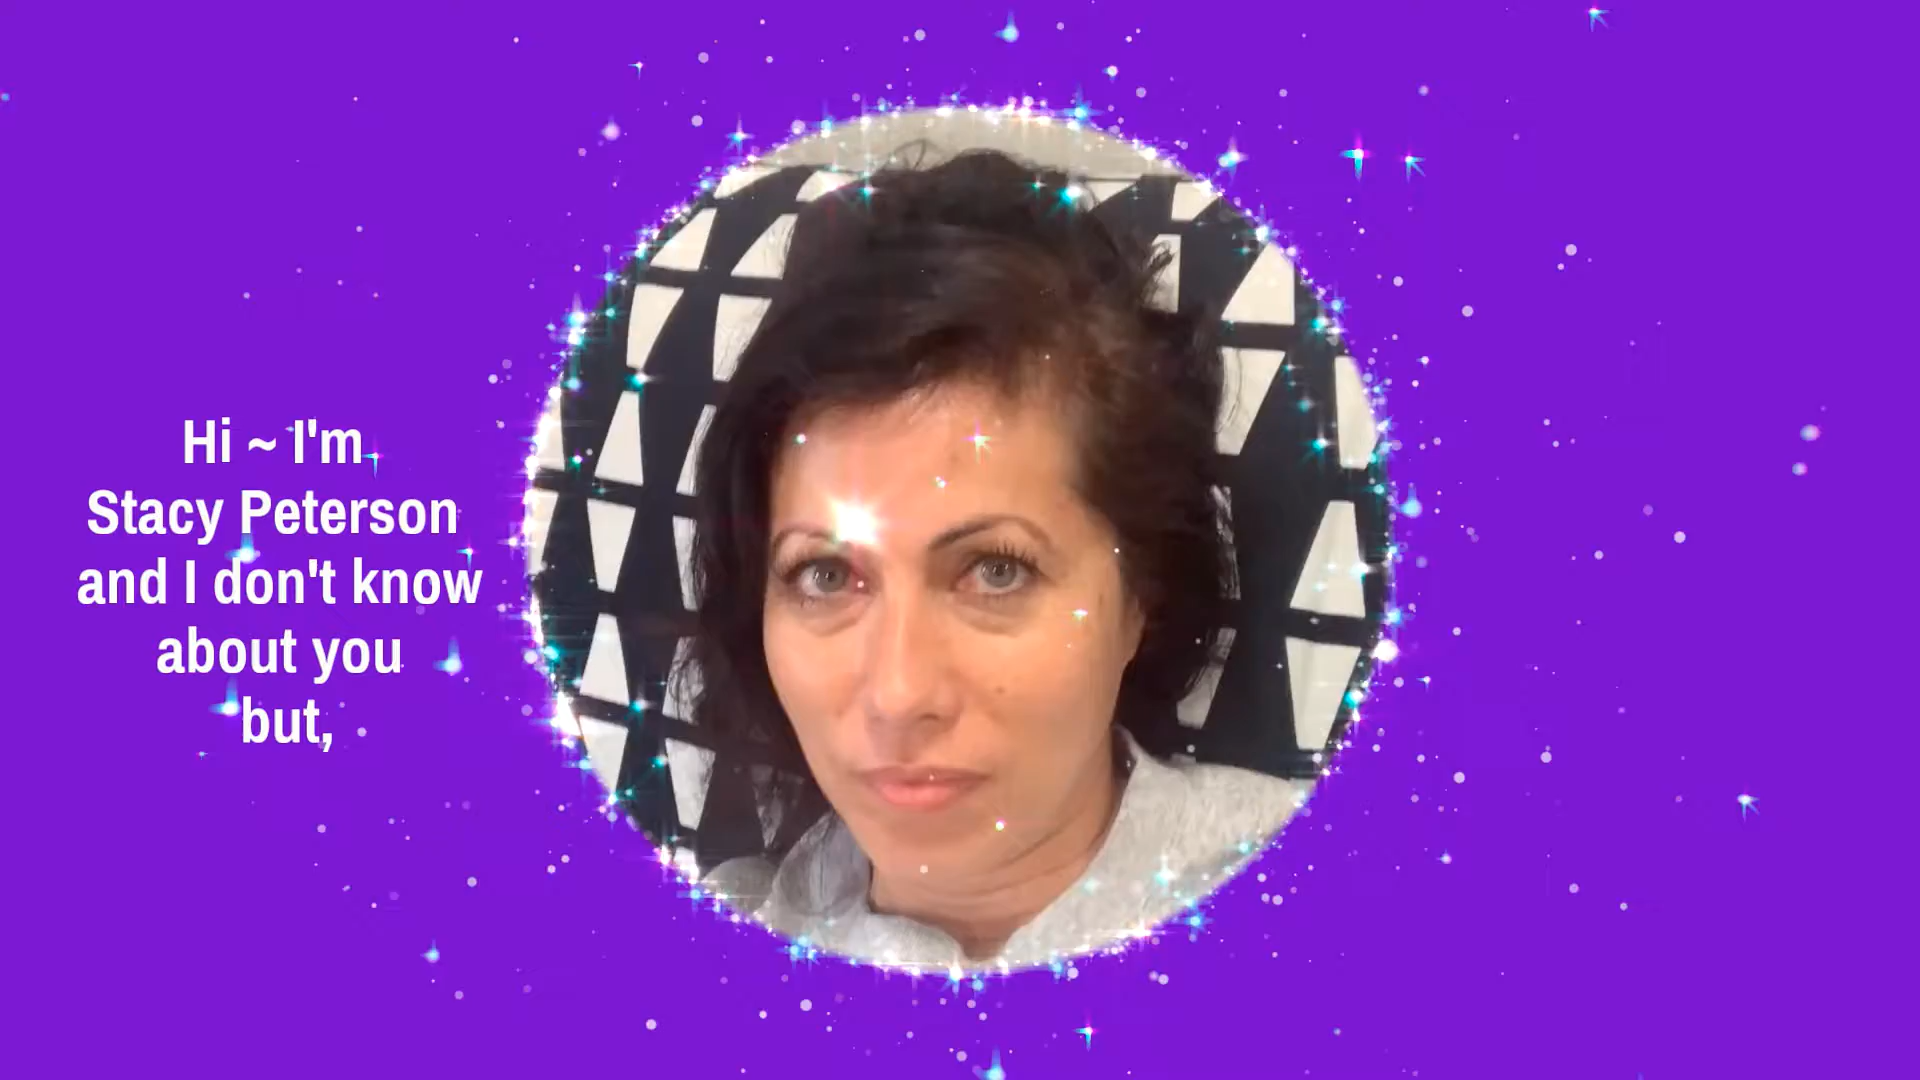 Hi ~ I'm
Stacy Peterson
and I don't know
about you
but,